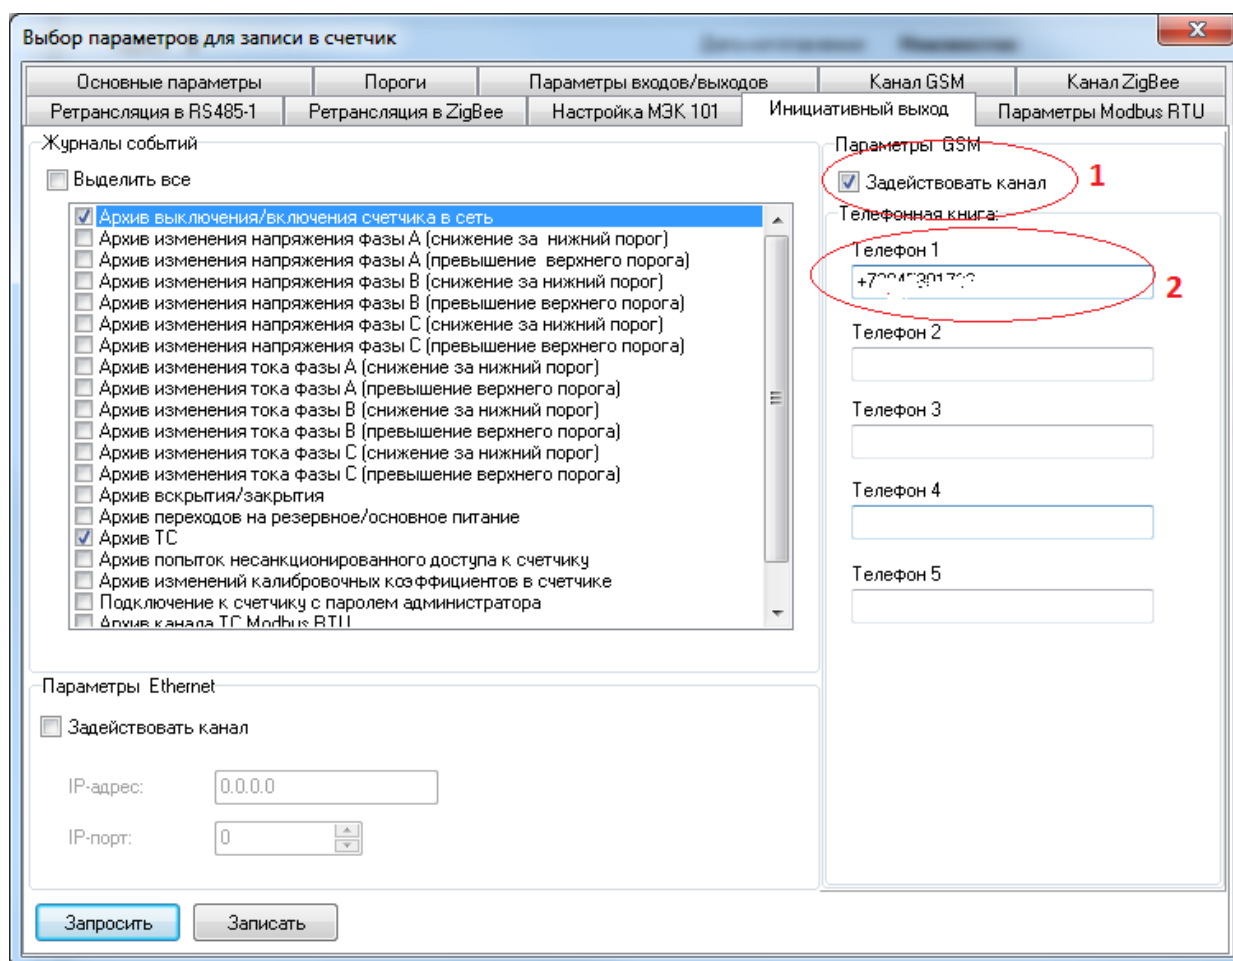 Выбор параметров для записи в счетчик
Основные параметры
Пороги
Параметры входов/выходов
Канал GSM
Канал ZigBee
Ретрансляция в RS485-1
Ретрансляция в ZigBee
Настройка МЭК 101
Инициативный выход
Параметры Modbus RTU
Журналы событий
Выделить все
Архив выключения/включения счетчика в сеть
Архив изменения напряжения фазы А (снижение за нижний порог)
Архив изменения напряжения фазы А (превышение верхнего порога)
Архив изменения напряжения фазы В (снижение за нижний порог)
Архив изменения напряжения фазы В (превышение верхнего порога)
Архив изменения напряжения фазы С (снижение за нижний порог)
Архив изменения напряжения фазы С (превышение верхнего порога)
Архив изменения тока фазы А (снижение за нижний порог)
Архив изменения тока фазы А (превышение верхнего порога)
Архив изменения тока фазы В (снижение за нижний порог)
Архив изменения тока фазы В (превышение верхнего порога)
Архив изменения тока фазы С (снижение за нижний порог)
Архив изменения тока фазы С (превышение верхнего порога)
Архив вскрытия/закрытия
Архив переходов на резервное/основное питание
Архив ТС
Архив попыток несанкционированного доступа к счетчику
Архив изменений калибровочных коэффициентов в счетчике
Подключение к счетчику с паролем администратора
Архив канала ТС Modbus RTU
Параметры GSM
Задействовать канал
1
Телефонная книга:
Телефон 1
2
Телефон 2
Телефон 3
Телефон 4
Телефон 5
Параметры Ethernet
Задействовать канал
IP-адрес:
0.0.0.0
IP-порт:
0
Запросить
Записать